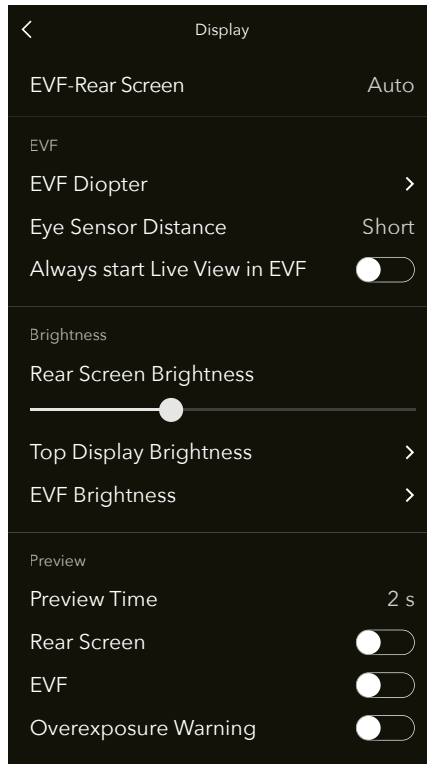 Display
EVF-Rear Screen Auto
EVF
EVF Diopter
Eye Sensor Distance Short
Always start Live View in EVF
Brightness
Rear Screen Brightness
Top Display Brightness
EVF Brightness
Preview
Preview Time 2 s
Rear Screen
EVF
Overexposure Warning